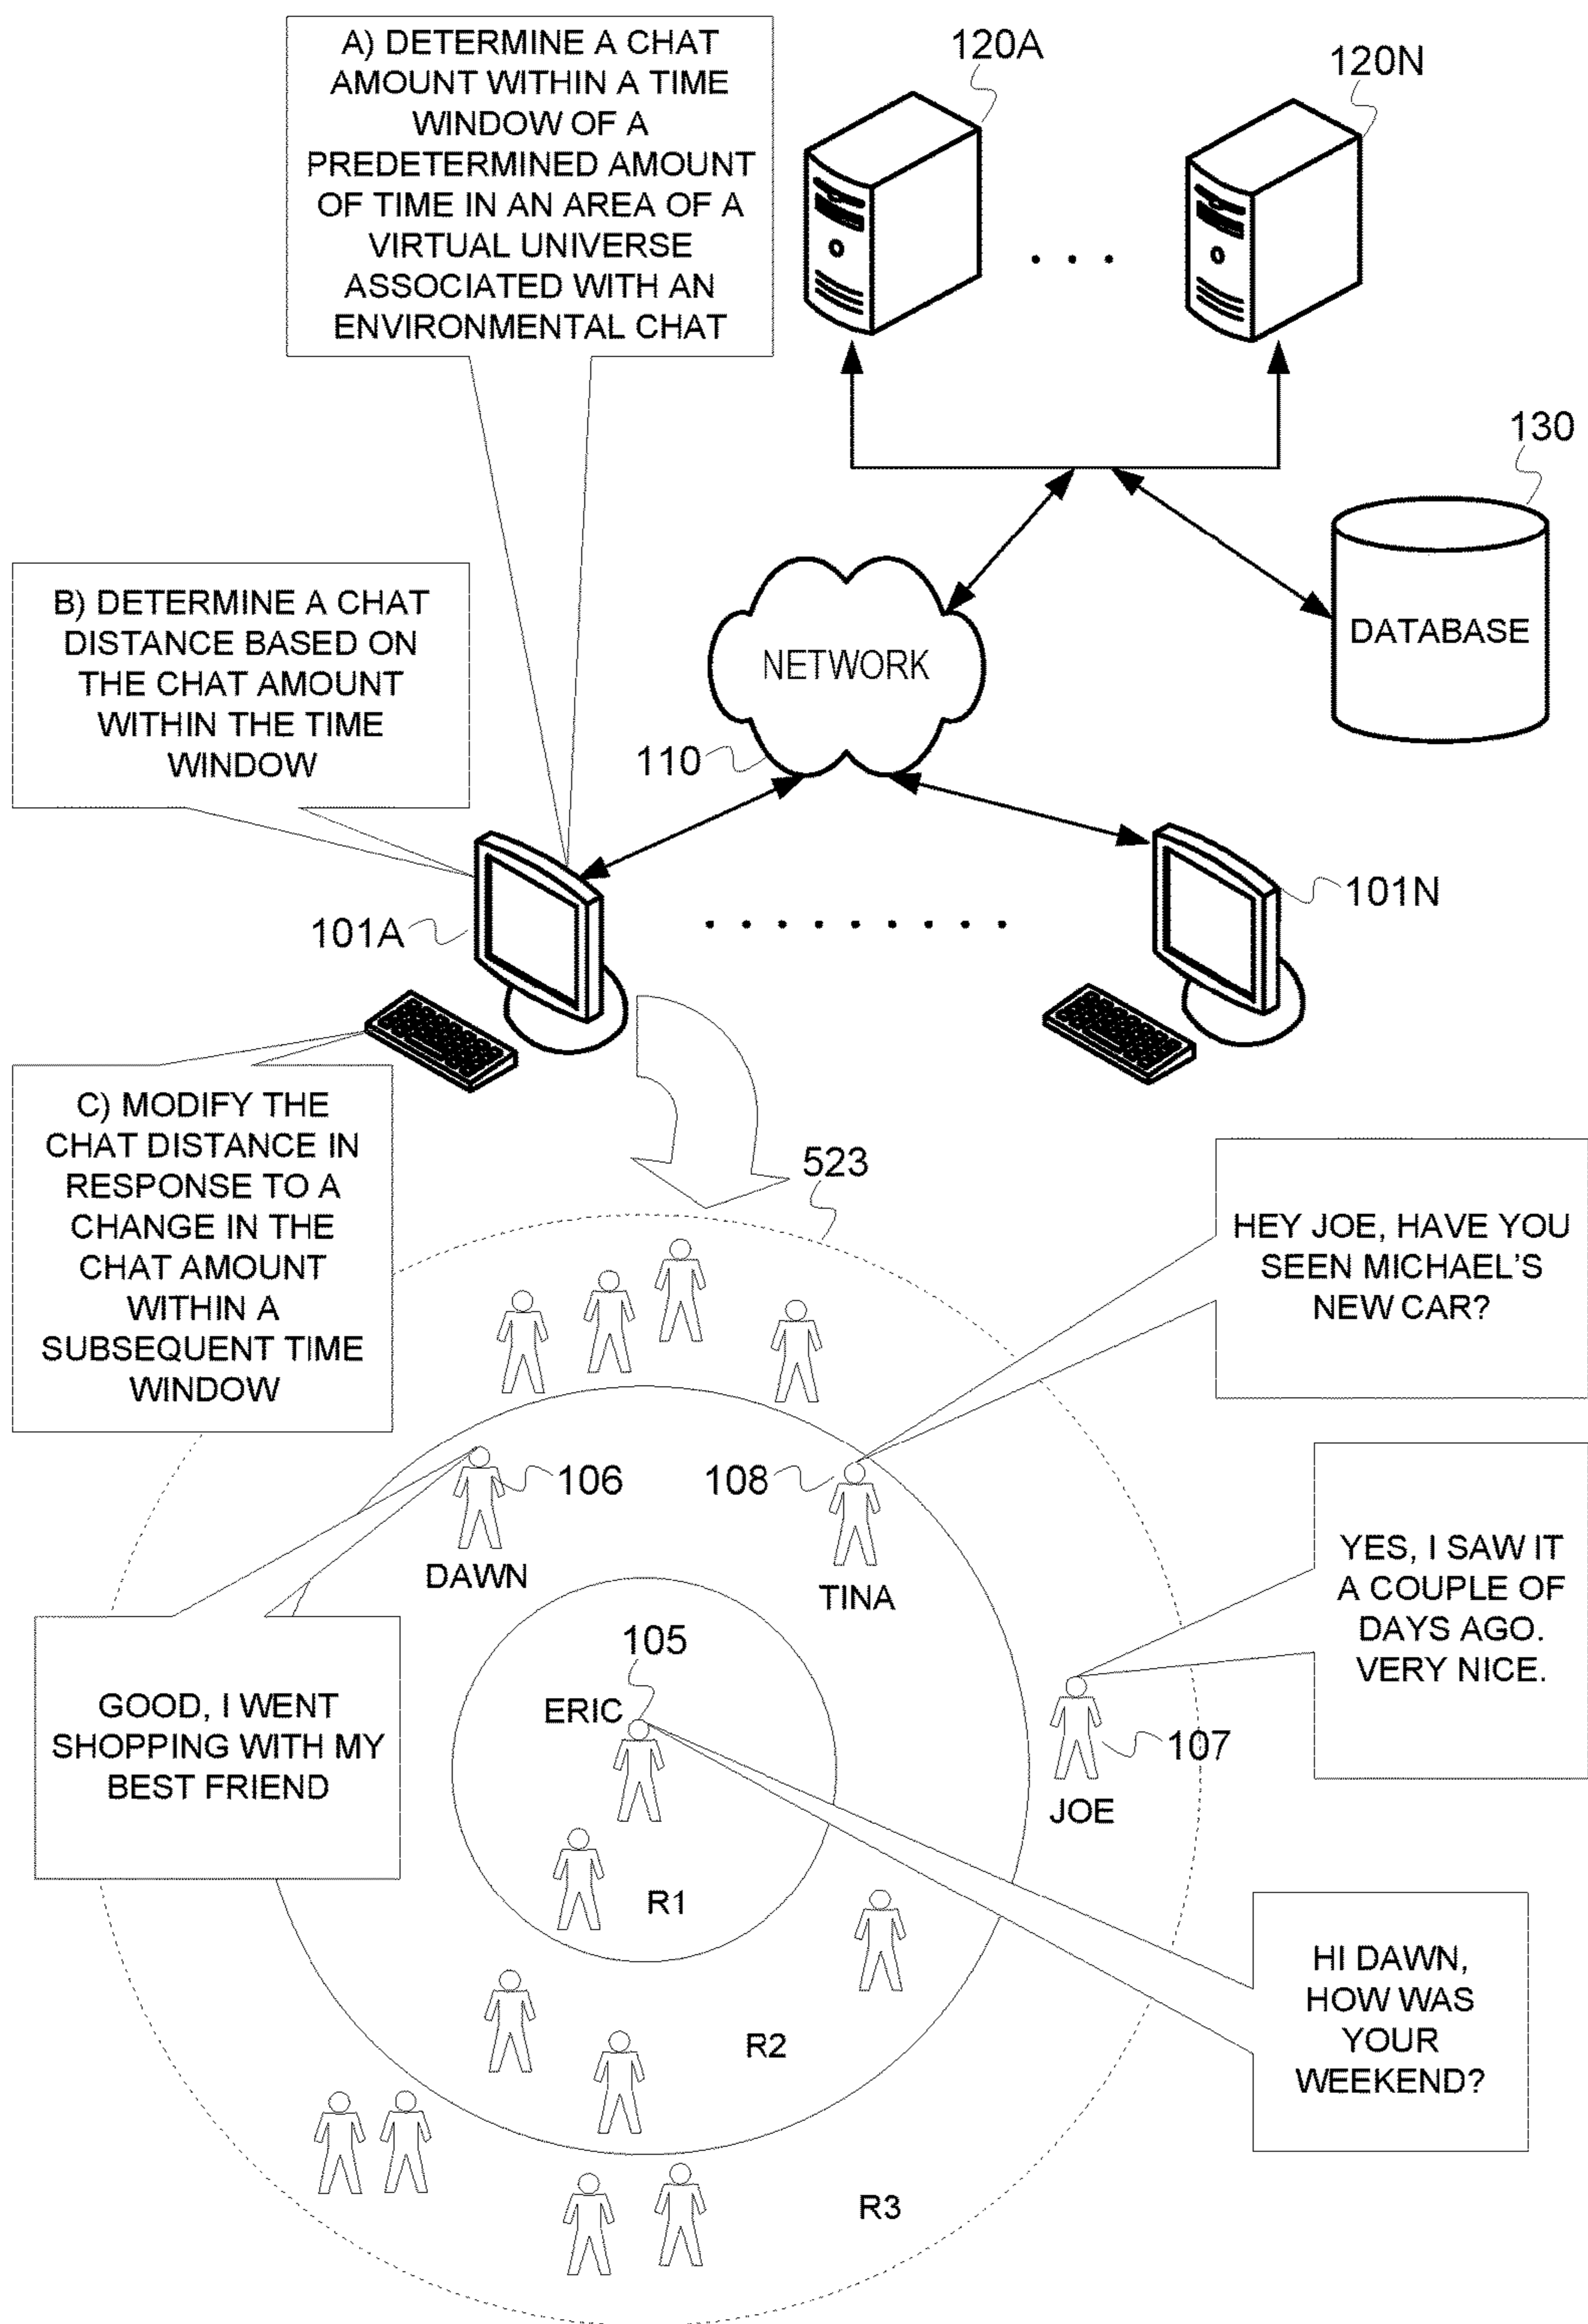 A) DETERMINE A CHAT
AMOUNT WITHIN A TIME
WINDOW OF A
PREDETERMINED AMOUNT
OF TIME IN AN AREA OF A
VIRTUAL UNIVERSE
ASSOCIATED WITH AN
ENVIRONMENTAL CHAT
120A
120N
130
DATABASE
B) DETERMINE A CHAT
DISTANCE BASED ON
THE CHAT AMOUNT
WITHIN THE TIME
WINDOW
NETWORK
110
101A
101N
C) MODIFY THE
CHAT DISTANCE IN
RESPONSE TO A
CHANGE IN THE
CHAT AMOUNT
WITHIN A
SUBSEQUENT TIME
WINDOW
523
HEY JOE, HAVE YOU
SEEN MICHAEL'S
NEW CAR?
106
108
DAWN
TINA
YES, I SAW IT
A COUPLE OF
DAYS AGO.
VERY NICE.
105
ERIC
GOOD, I WENT
SHOPPING WITH MY
BEST FRIEND
107
JOE
R1
HI DAWN,
HOW WAS
YOUR
WEEKEND?
R2
R3